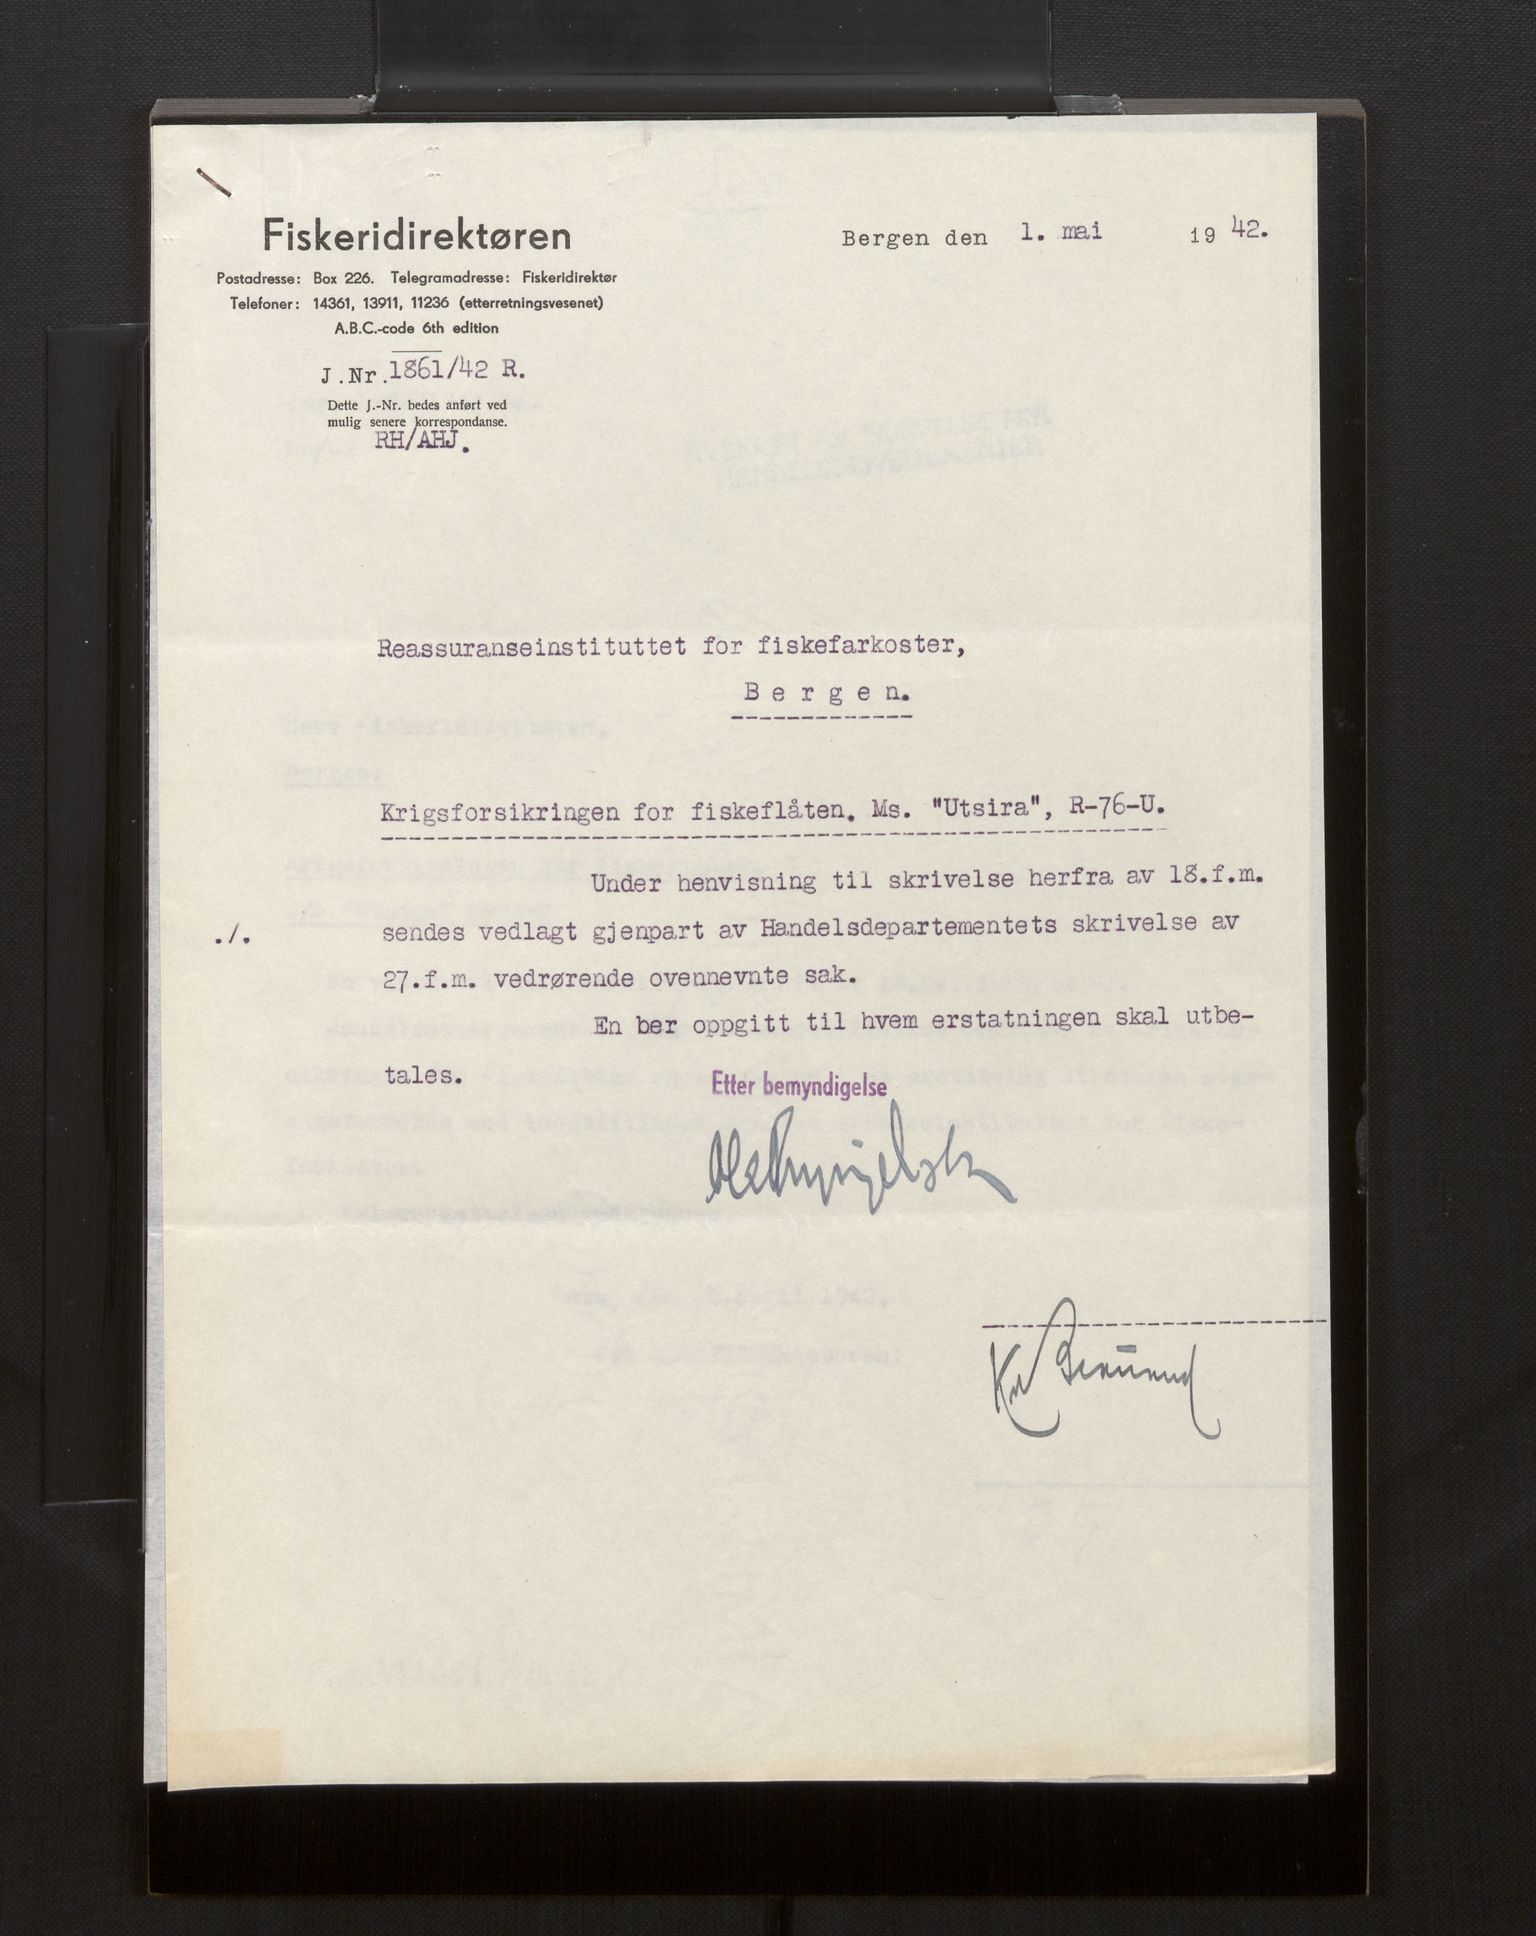 Fiskeridirektøren
Postadresse: Box 226. Telegramadresse: Fiskeridirektør
Telefoner: 14361, 13911, 11236 (etterretningsvesenet)
A.B.C.-code 6th edition
J.Nr. 1861/42 R.
Dette J.-Nr. bedes anført ved
mulig senere korrespondanse.
RH/AHJ.
Bergen den 1. mai 1942.
Reassuranseinstituttet for fiskefarkoster,
B e r g e n.
Krigsforsikringen for fiskeflåten. Ms. "Utsira", R-76-U.
Under henvisning til skrivelse herfra av 18.f.m.
./. sendes vedlagt gjenpart av Handelsdepartementets skrivelse av
27.f.m. vedrørende ovennevnte sak.
En ber oppgitt til hvem erstatningen skal utbe-
tales.
Etter bemyndigelse